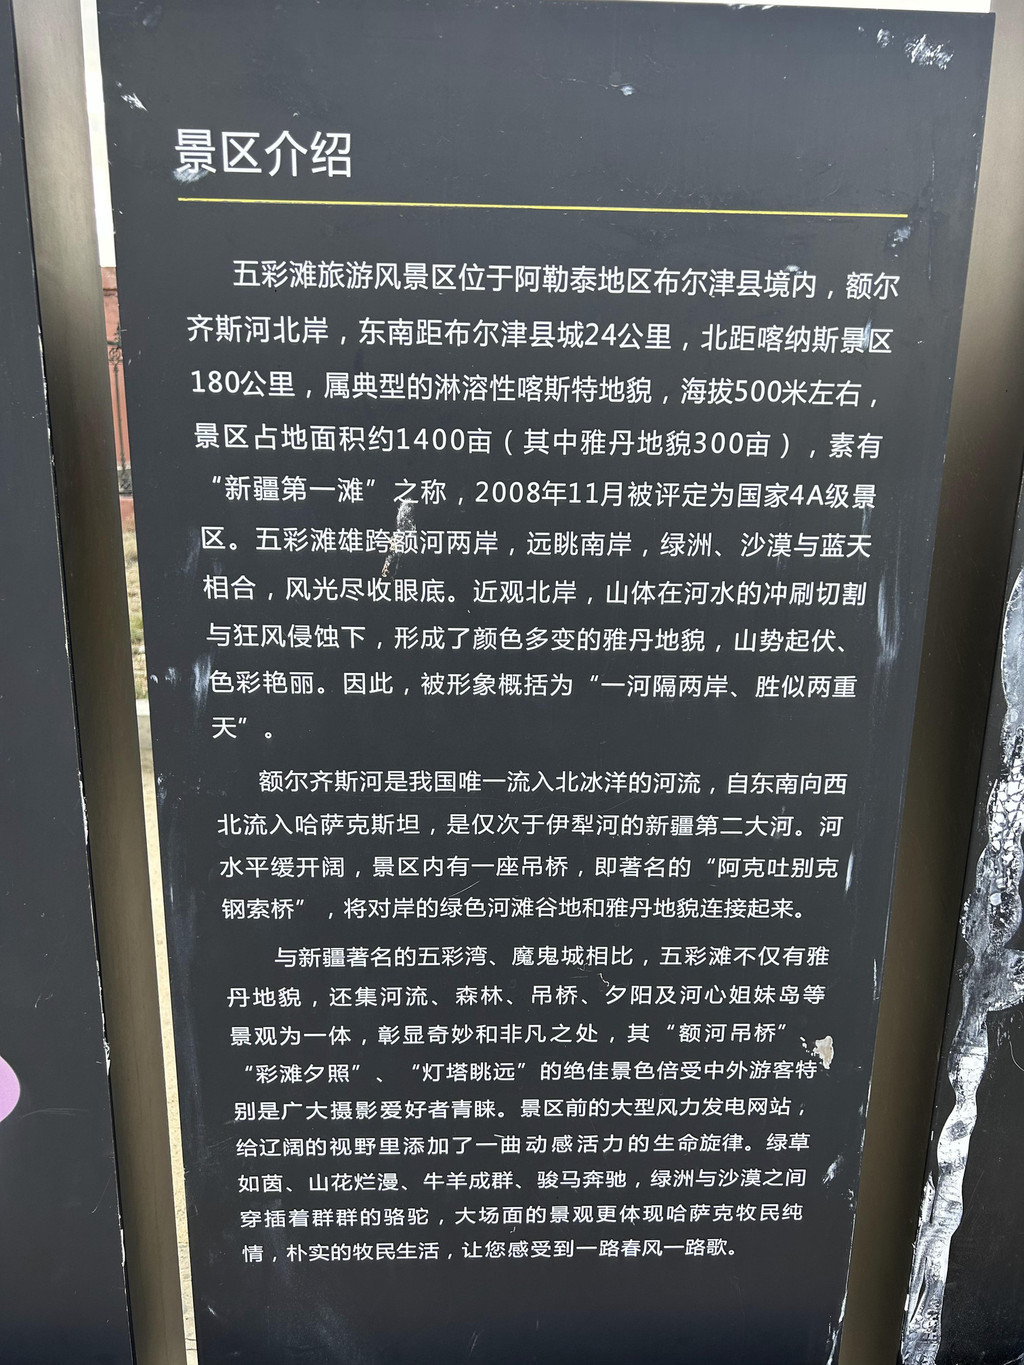 景区介绍
五彩滩旅游风景区位于阿勒泰地区布尔津县境内，额尔
齐斯河北岸，东南距布尔津县城24公里，北距喀纳斯景区
180公里，属典型的淋溶性喀斯特地貌，海拔500米左右，
景区占地面积约1400亩（其中雅丹地貌300亩），素有
“新疆第一滩”之称，2008年11月被评定为国家4A级景
区。五彩滩雄跨额河两岸，远眺南岸，绿洲、沙漠与蓝天
相合，风光尽收眼底。近观北岸，山体在河水的冲刷切割
与狂风侵蚀下，形成了颜色多变的雅丹地貌，山势起伏、
色彩艳丽。因此，被形象概括为“一河隔两岸、胜似两重
天”。
额尔齐斯河是我国唯一流入北冰洋的河流，自东南向西
北流入哈萨克斯坦，是仅次于伊犁河的新疆第二大河。河
水平缓开阔，景区内有一座吊桥，即著名的“阿克吐别克
钢索桥”，将对岸的绿色河滩谷地和雅丹地貌连接起来。
与新疆著名的五彩湾、魔鬼城相比，五彩滩不仅有雅
丹地貌，还集河流、森林、吊桥、夕阳及河心姐妹岛等
景观为一体，彰显奇妙和非凡之处，其“额河吊桥”、
“彩滩夕照”、“灯塔眺远”的绝佳景色倍受中外游客特
别是广大摄影爱好者青睐。景区前的大型风力发电网站，
给辽阔的视野里添加了一曲动感活力的生命旋律。绿草
如茵、山花烂漫、牛羊成群、骏马奔驰，绿洲与沙漠之间
穿插着群群的骆驼，大场面的景观更体现哈萨克牧民纯
情，朴实的牧民生活，让您感受到一路春风一路歌。